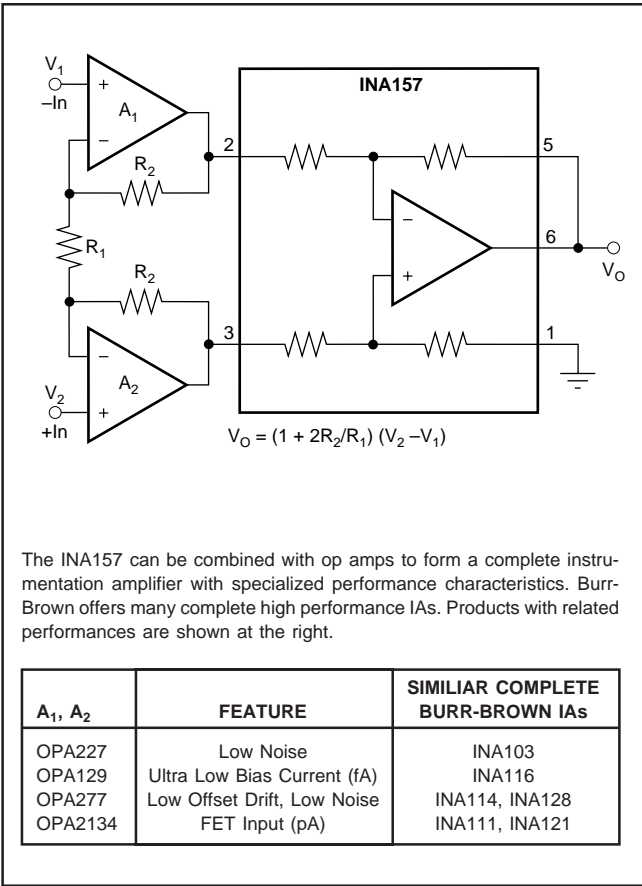 V1
–In
+
A1
–
R2
R1
R2
–
A2
V2
+
+In
INA157
2
5
–
6
+
VO
3
1
VO = (1 + 2R2/R1) (V2 –V1)
The INA157 can be combined with op amps to form a complete instru-
mentation amplifier with specialized performance characteristics. Burr-
Brown offers many complete high performance IAs. Products with related
performances are shown at the right.
A1, A2 FEATURE SIMILIAR COMPLETE
BURR-BROWN IAs
OPA227 Low Noise INA103
OPA129 Ultra Low Bias Current (fA) INA116
OPA277 Low Offset Drift, Low Noise INA114, INA128
OPA2134 FET Input (pA) INA111, INA121